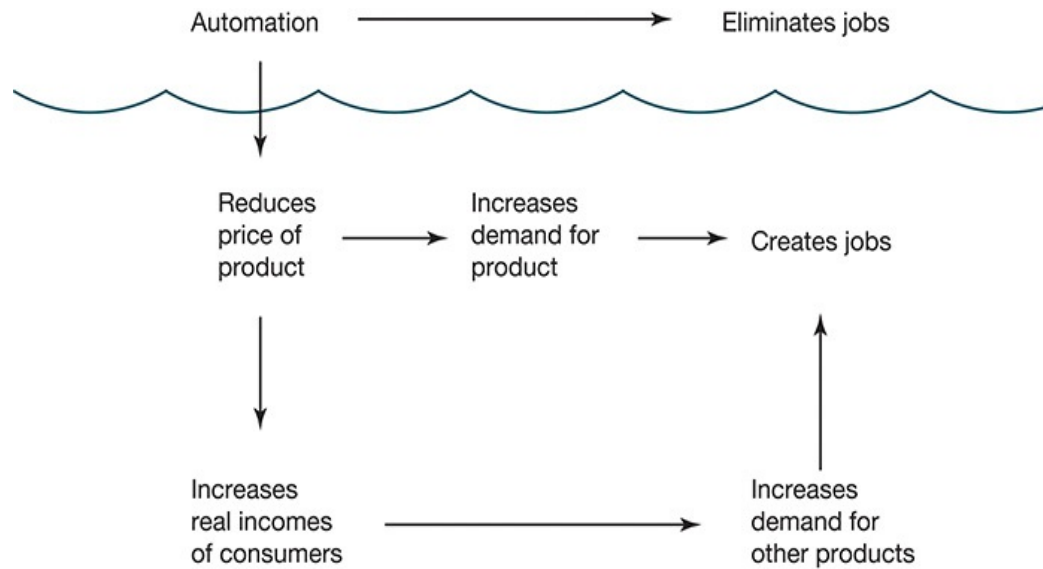 Automation
Eliminates jobs
Reduces
price of
product
Increases
demand for
product
Creates jobs
Increases
real incomes
of consumers
Increases
demand for
other products